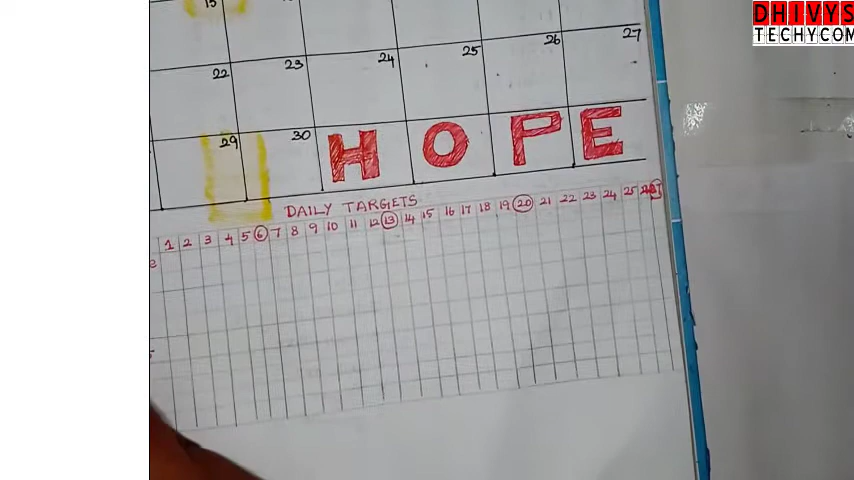 DHIVYS
TECHYCOM
15
22 23 24 25 26 27
29 30 HOPE
DAILY TARGETS
1 2 3 4 5 6 7 8 9 10 11 12 13 14 15 16 17 18 19 20 21 22 23 24 25